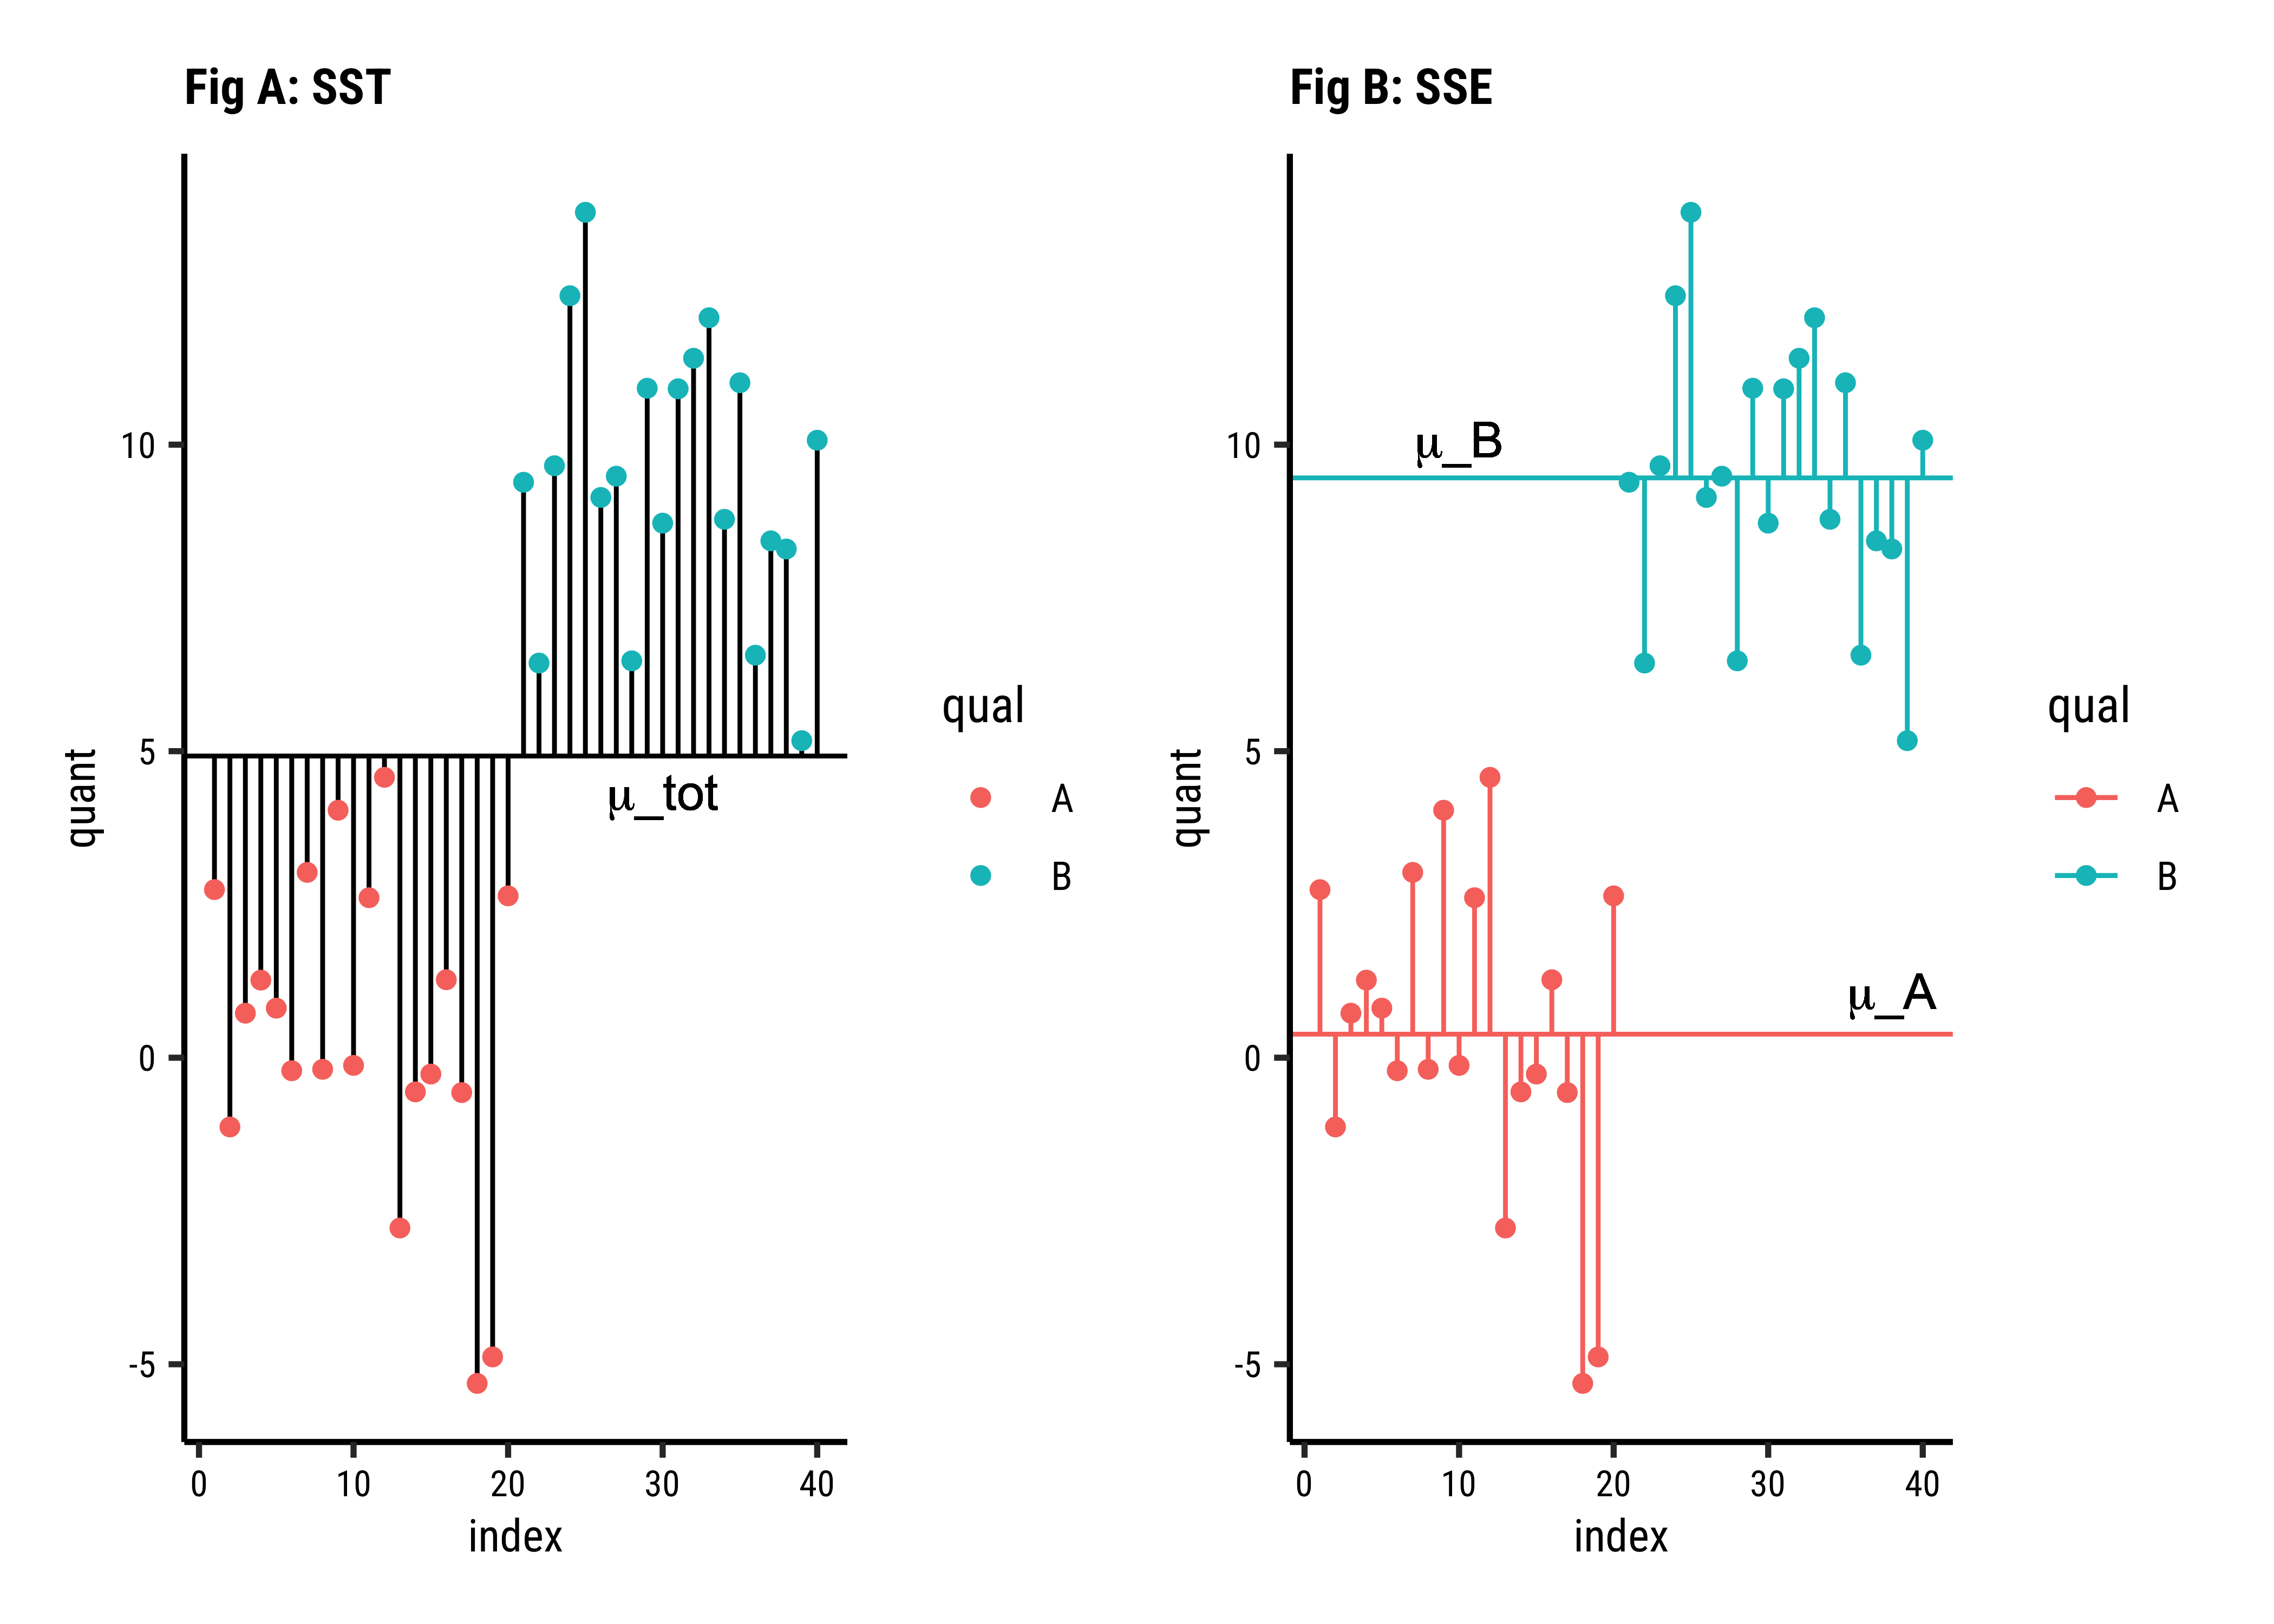 Fig A: SST
quant
10
5
0
-5
μ_tot
0 10 20 30 40
index
qual
A
B
Fig B: SSE
quant
10
5
0
-5
μ_B
μ_A
0 10 20 30 40
index
qual
A
B